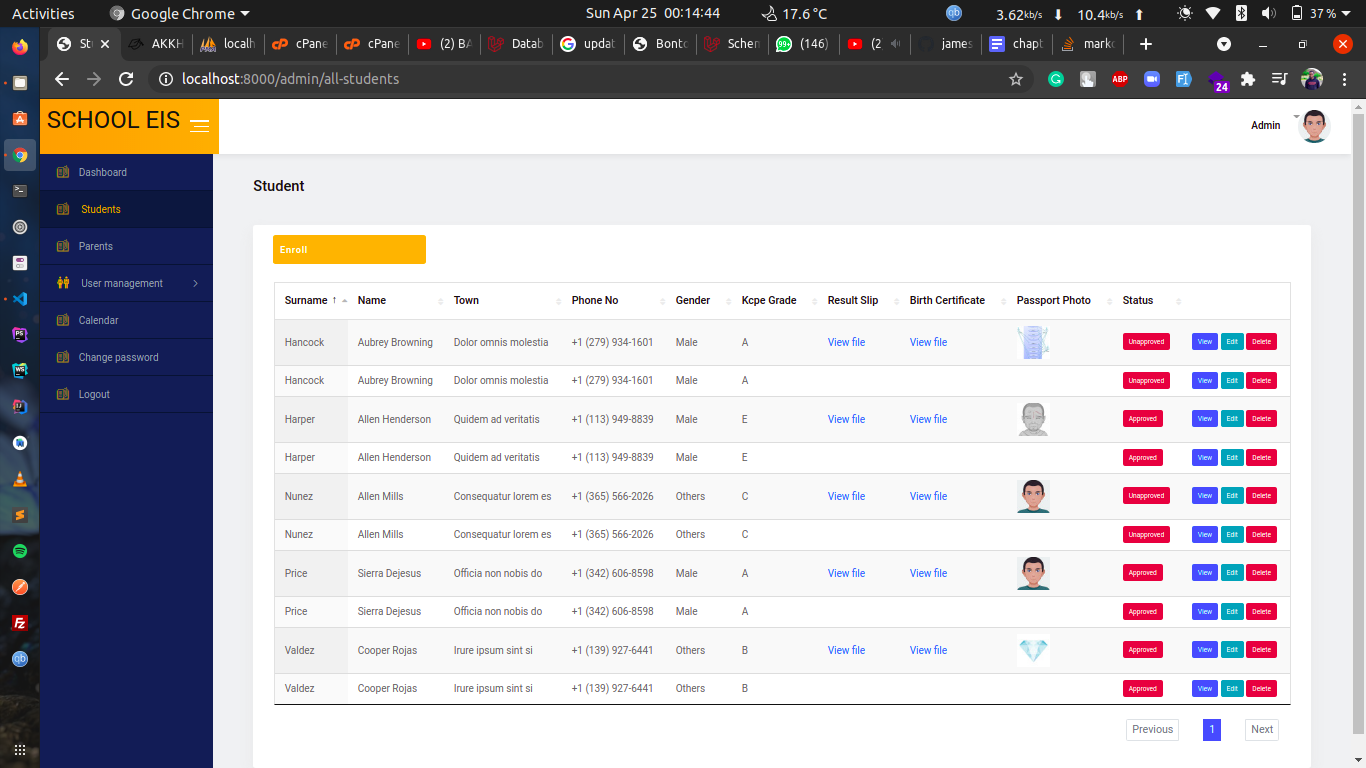 Activities Google Chrome Sun Apr 25 00:14:44 17.6 °C 3.62kb/s 10.4kb/s 37 %
St AKKH localh cPane cPane (2) BA Datab updat Bonto Schem (146) (2 james chapt marko
localhost:8000/admin/all-students ABP 24
SCHOOL EIS
Admin
Dashboard
Students
Parents
User management
Calendar
Change password
Logout
Student
Enroll
Surname ↑ Name Town Phone No Gender Kcpe Grade Result Slip Birth Certificate Passport Photo Status
Hancock Aubrey Browning Dolor omnis molestia +1 (279) 934-1601 Male A View file View file Unapproved View Edit Delete
Hancock Aubrey Browning Dolor omnis molestia +1 (279) 934-1601 Male A Unapproved View Edit Delete
Harper Allen Henderson Quidem ad veritatis +1 (113) 949-8839 Male E View file View file Approved View Edit Delete
Harper Allen Henderson Quidem ad veritatis +1 (113) 949-8839 Male E Approved View Edit Delete
Nunez Allen Mills Consequatur lorem es +1 (365) 566-2026 Others C View file View file Unapproved View Edit Delete
Nunez Allen Mills Consequatur lorem es +1 (365) 566-2026 Others C Unapproved View Edit Delete
Price Sierra Dejesus Officia non nobis do +1 (342) 606-8598 Male A View file View file Approved View Edit Delete
Price Sierra Dejesus Officia non nobis do +1 (342) 606-8598 Male A Approved View Edit Delete
Valdez Cooper Rojas Irure ipsum sint si +1 (139) 927-6441 Others B View file View file Approved View Edit Delete
Valdez Cooper Rojas Irure ipsum sint si +1 (139) 927-6441 Others B Approved View Edit Delete
Previous 1 Next